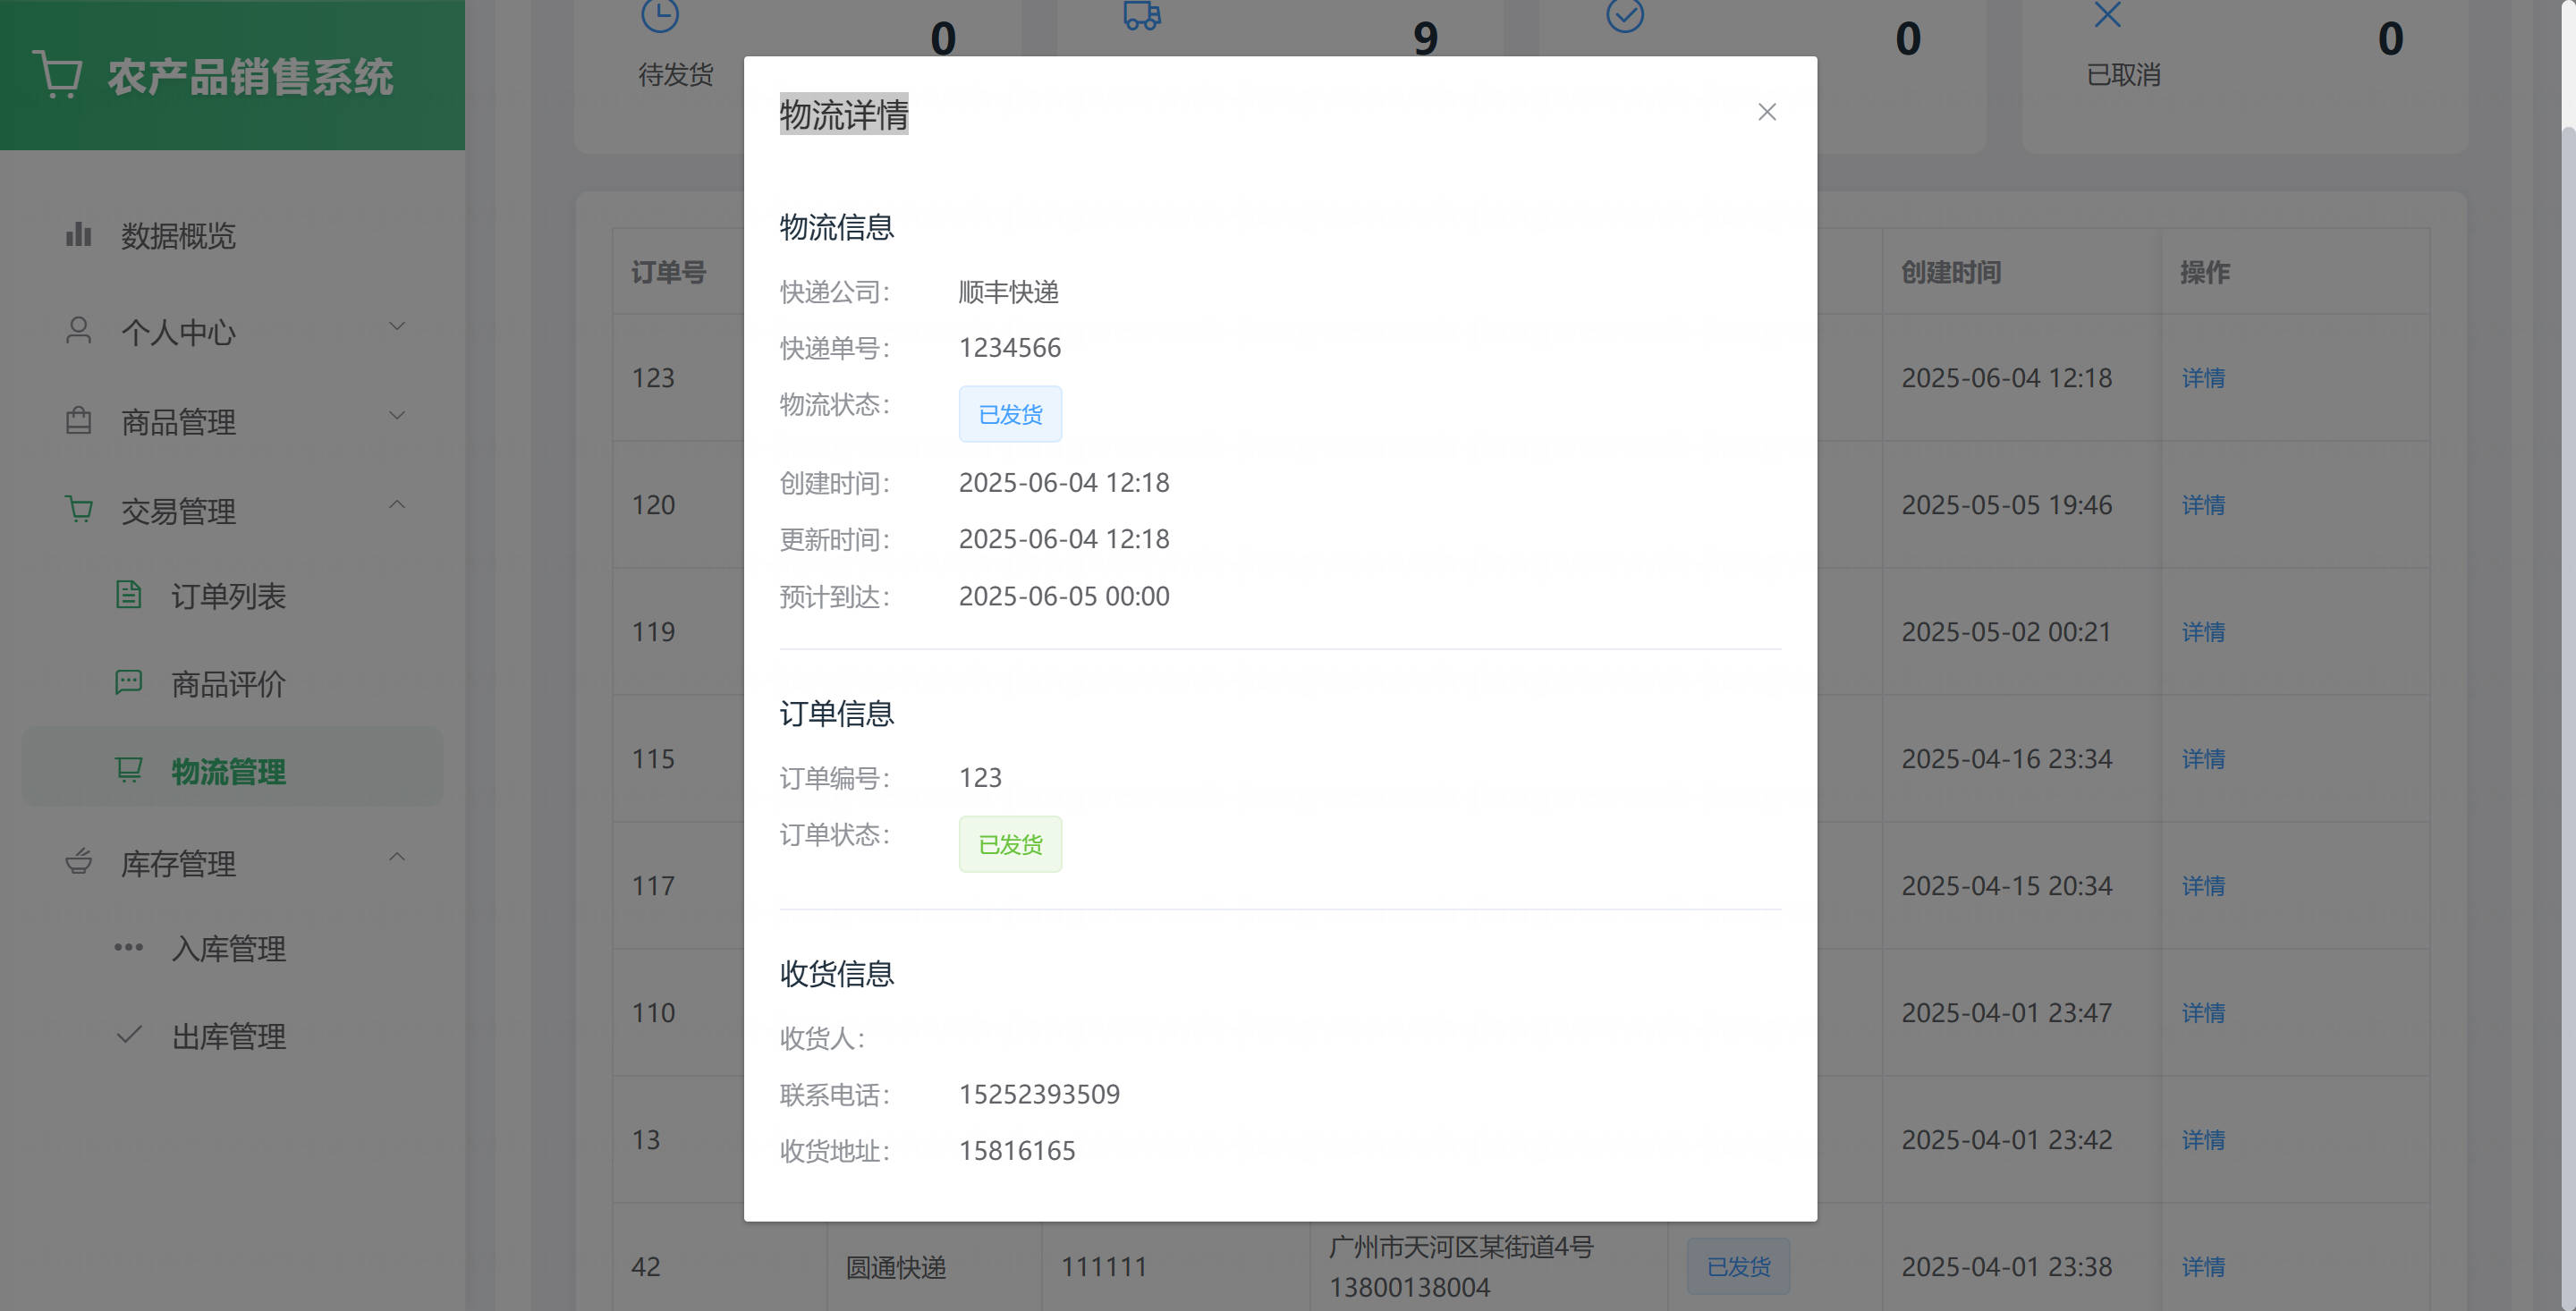 农产品销售系统
数据概览
个人中心
商品管理
交易管理
订单列表
商品评价
物流管理
库存管理
入库管理
出库管理
0
待发货
9
0
0
已取消
订单号
创建时间
操作
123
2025-06-04 12:18
详情
120
2025-05-05 19:46
详情
119
2025-05-02 00:21
详情
115
2025-04-16 23:34
详情
117
2025-04-15 20:34
详情
110
2025-04-01 23:47
详情
13
2025-04-01 23:42
详情
42
圆通快递
111111
广州市天河区某街道4号
13800138004
已发货
2025-04-01 23:38
详情
物流详情
物流信息
快递公司： 顺丰快递
快递单号： 1234566
物流状态： 已发货
创建时间： 2025-06-04 12:18
更新时间： 2025-06-04 12:18
预计到达： 2025-06-05 00:00
订单信息
订单编号： 123
订单状态： 已发货
收货信息
收货人：
联系电话： 15252393509
收货地址： 15816165